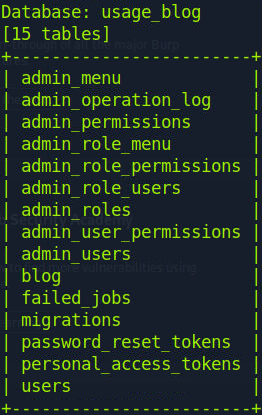 Database: usage_blog
[15 tables]
+-----------------------+
| admin_menu |
| admin_operation_log |
| admin_permissions |
| admin_role_menu |
| admin_role_permissions |
| admin_role_users |
| admin_roles |
| admin_user_permissions |
| admin_users |
| blog |
| failed_jobs |
| migrations |
| password_reset_tokens |
| personal_access_tokens |
| users |
+-----------------------+